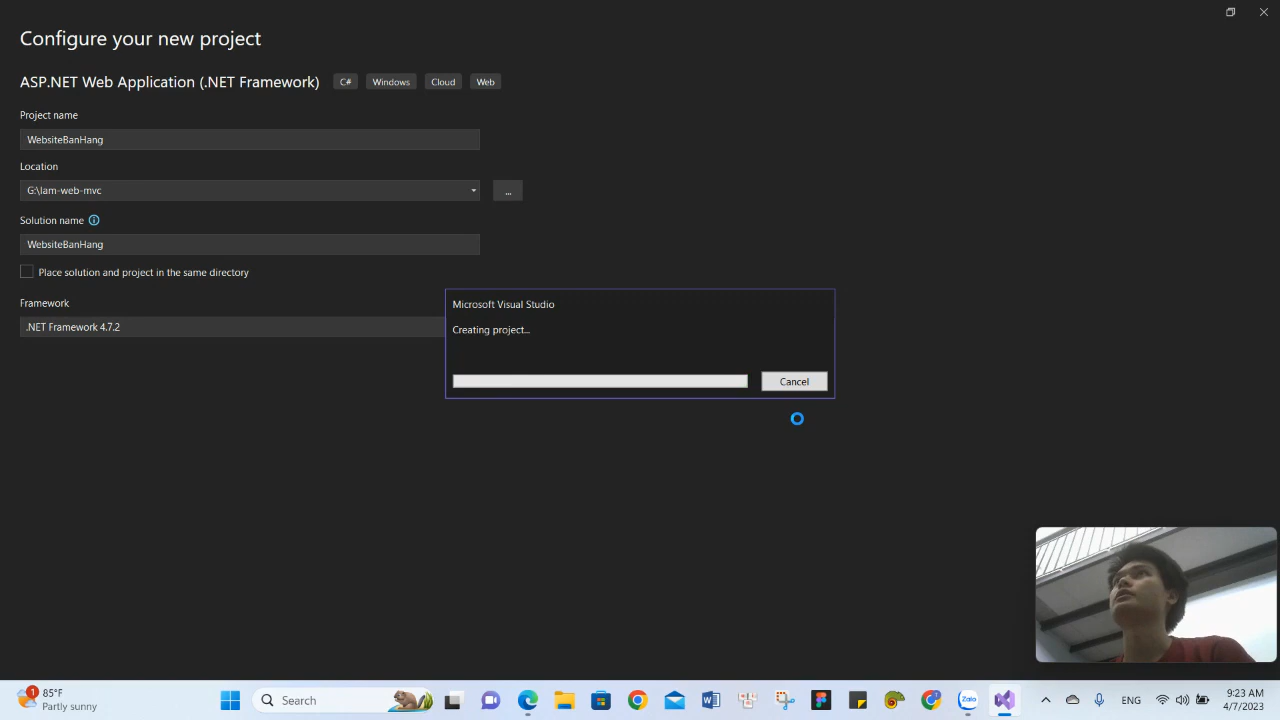 Configure your new project
ASP.NET Web Application (.NET Framework) C# Windows Cloud Web
Project name
WebsiteBanHang
Location
G:\lam-web-mvc
...
Solution name
WebsiteBanHang
Place solution and project in the same directory
Framework
.NET Framework 4.7.2
Microsoft Visual Studio
Creating project...
Cancel
1
85°F
Partly sunny
Search
Zalo
ENG
9:23 AM
4/7/2023